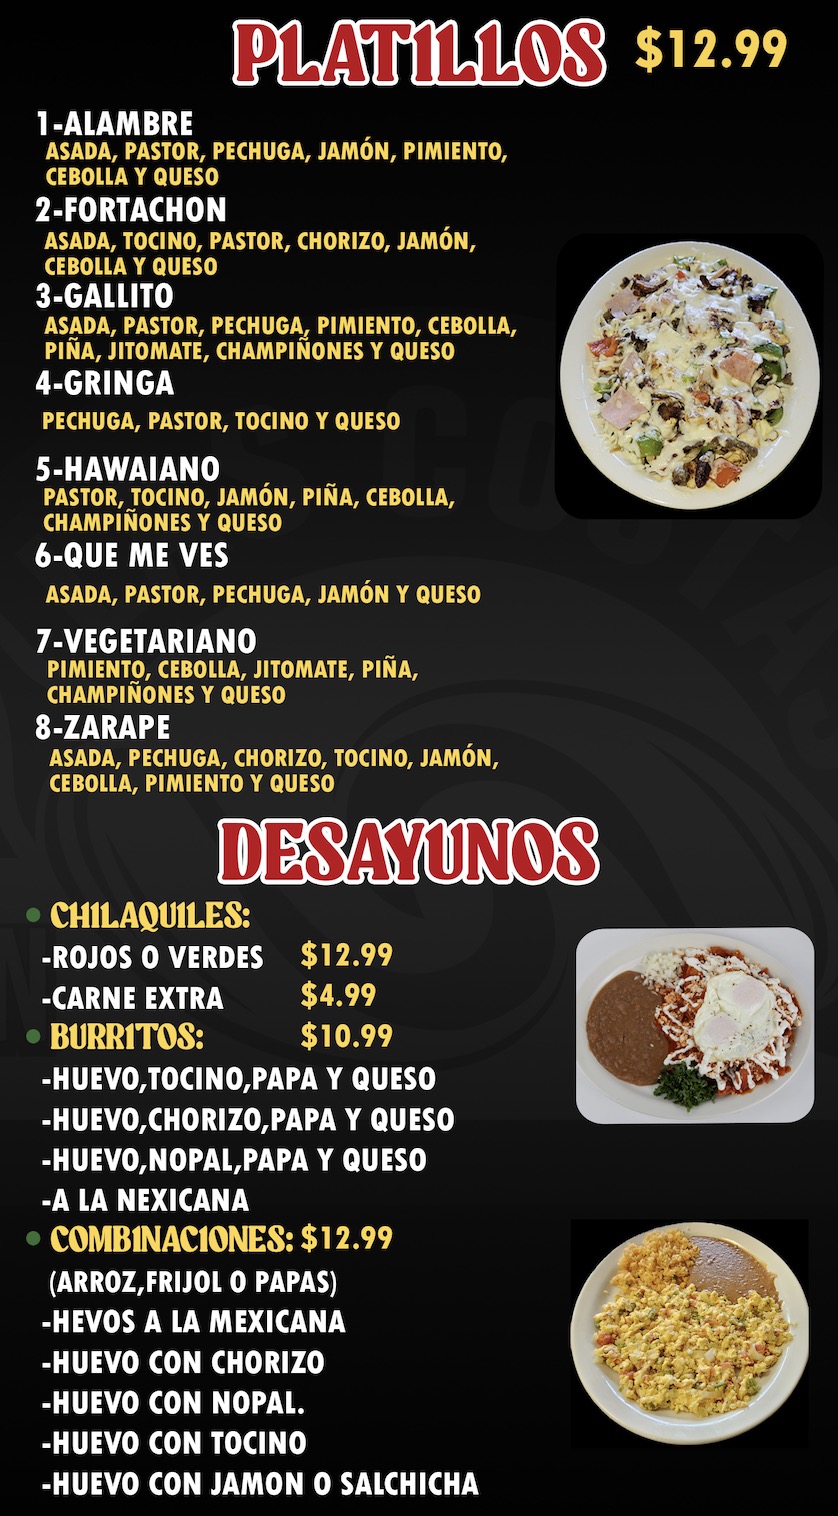 PLATILLOS $12.99
1-ALAMBRE
ASADA, PASTOR, PECHUGA, JAMÓN, PIMIENTO,
CEBOLLA Y QUESO
2-FORTACHON
ASADA, TOCINO, PASTOR, CHORIZO, JAMÓN,
CEBOLLA Y QUESO
3-GALLITO
ASADA, PASTOR, PECHUGA, PIMIENTO, CEBOLLA,
PIÑA, JITOMATE, CHAMPIÑONES Y QUESO
4-GRINGA
PECHUGA, PASTOR, TOCINO Y QUESO
5-HAWAIANO
PASTOR, TOCINO, JAMÓN, PIÑA, CEBOLLA,
CHAMPIÑONES Y QUESO
6-QUE ME VES
ASADA, PASTOR, PECHUGA, JAMÓN Y QUESO
7-VEGETARIANO
PIMIENTO, CEBOLLA, JITOMATE, PIÑA,
CHAMPIÑONES Y QUESO
8-ZARAPE
ASADA, PECHUGA, CHORIZO, TOCINO, JAMÓN,
CEBOLLA, PIMIENTO Y QUESO
DESAYUNOS
CHILAQUILES:
-ROJOS O VERDES $12.99
-CARNE EXTRA $4.99
BURRITOS: $10.99
-HUEVO,TOCINO,PAPA Y QUESO
-HUEVO,CHORIZO,PAPA Y QUESO
-HUEVO,NOPAL,PAPA Y QUESO
-A LA NEXICANA
COMBINACIONES: $12.99
(ARROZ,FRIJOL O PAPAS)
-HEVOS A LA MEXICANA
-HUEVO CON CHORIZO
-HUEVO CON NOPAL.
-HUEVO CON TOCINO
-HUEVO CON JAMON O SALCHICHA